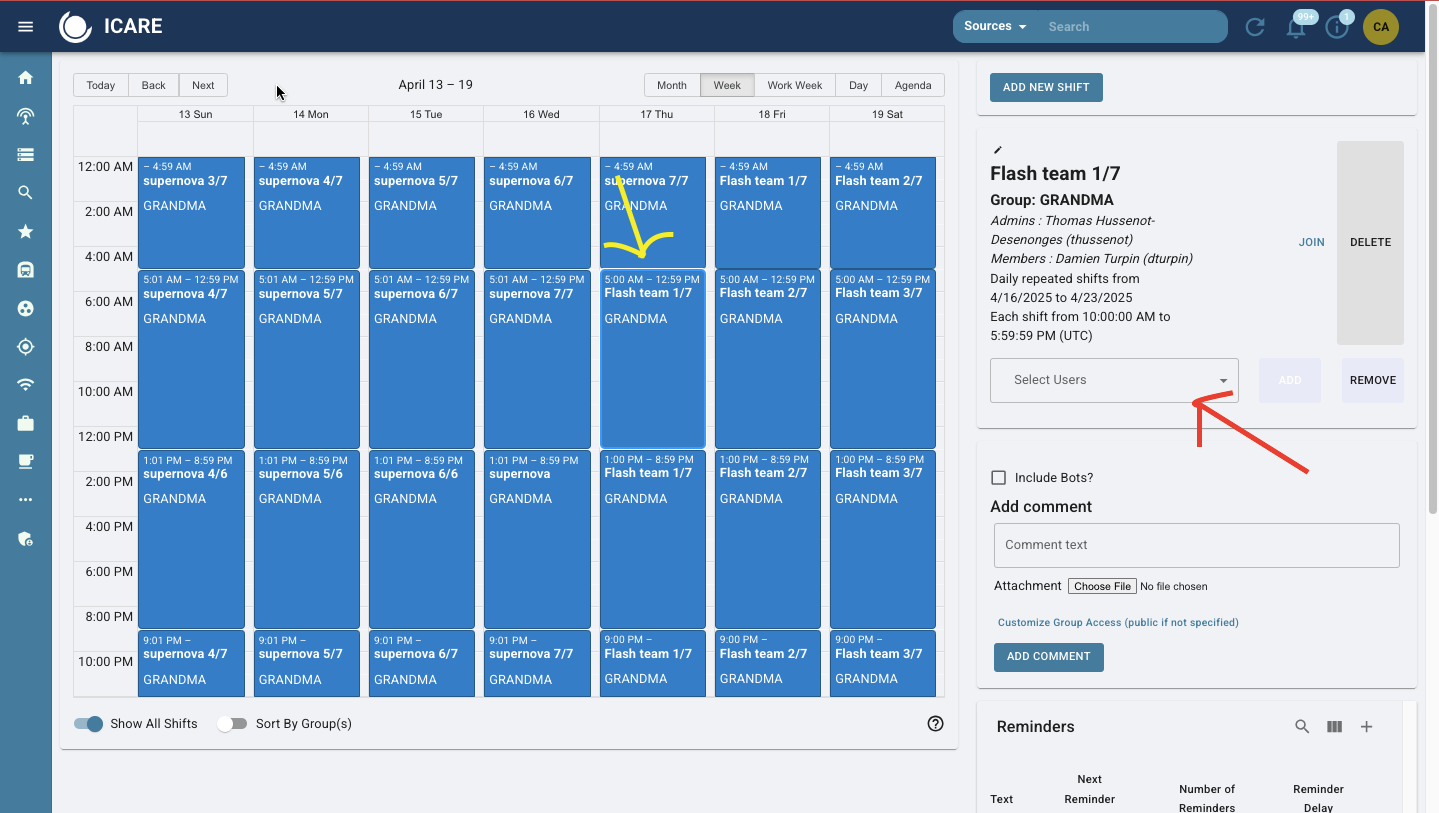 ICARE
Sources
Search
99+
1
CA
Today
Back
Next
April 13 – 19
Month
Week
Work Week
Day
Agenda
13 Sun
14 Mon
15 Tue
16 Wed
17 Thu
18 Fri
19 Sat
12:00 AM
2:00 AM
4:00 AM
6:00 AM
8:00 AM
10:00 AM
12:00 PM
2:00 PM
4:00 PM
6:00 PM
8:00 PM
10:00 PM
– 4:59 AM
supernova 3/7
GRANDMA
– 4:59 AM
supernova 4/7
GRANDMA
– 4:59 AM
supernova 5/7
GRANDMA
– 4:59 AM
supernova 6/7
GRANDMA
– 4:59 AM
supernova 7/7
GRANDMA
– 4:59 AM
Flash team 1/7
GRANDMA
– 4:59 AM
Flash team 2/7
GRANDMA
5:01 AM – 12:59 PM
supernova 4/7
GRANDMA
5:01 AM – 12:59 PM
supernova 5/7
GRANDMA
5:01 AM – 12:59 PM
supernova 6/7
GRANDMA
5:01 AM – 12:59 PM
supernova 7/7
GRANDMA
5:00 AM – 12:59 PM
Flash team 1/7
GRANDMA
5:00 AM – 12:59 PM
Flash team 2/7
GRANDMA
5:00 AM – 12:59 PM
Flash team 3/7
GRANDMA
1:01 PM – 8:59 PM
supernova 4/6
GRANDMA
1:01 PM – 8:59 PM
supernova 5/6
GRANDMA
1:01 PM – 8:59 PM
supernova 6/6
GRANDMA
1:01 PM – 8:59 PM
supernova
GRANDMA
1:00 PM – 8:59 PM
Flash team 1/7
GRANDMA
1:00 PM – 8:59 PM
Flash team 2/7
GRANDMA
1:00 PM – 8:59 PM
Flash team 3/7
GRANDMA
9:01 PM –
supernova 4/7
GRANDMA
9:01 PM –
supernova 5/7
GRANDMA
9:01 PM –
supernova 6/7
GRANDMA
9:01 PM –
supernova 7/7
GRANDMA
9:00 PM –
Flash team 1/7
GRANDMA
9:00 PM –
Flash team 2/7
GRANDMA
9:00 PM –
Flash team 3/7
GRANDMA
Show All Shifts
Sort By Group(s)
ADD NEW SHIFT
Flash team 1/7
Group: GRANDMA
Admins : Thomas Hussenot-
Desenonges (thussenot)
Members : Damien Turpin (dturpin)
Daily repeated shifts from
4/16/2025 to 4/23/2025
Each shift from 10:00:00 AM to
5:59:59 PM (UTC)
JOIN
DELETE
Select Users
ADD
REMOVE
Include Bots?
Add comment
Comment text
Attachment
Choose File
No file chosen
Customize Group Access (public if not specified)
ADD COMMENT
Reminders
Text
Next
Reminder
Number of
Reminders
Reminder
Delay